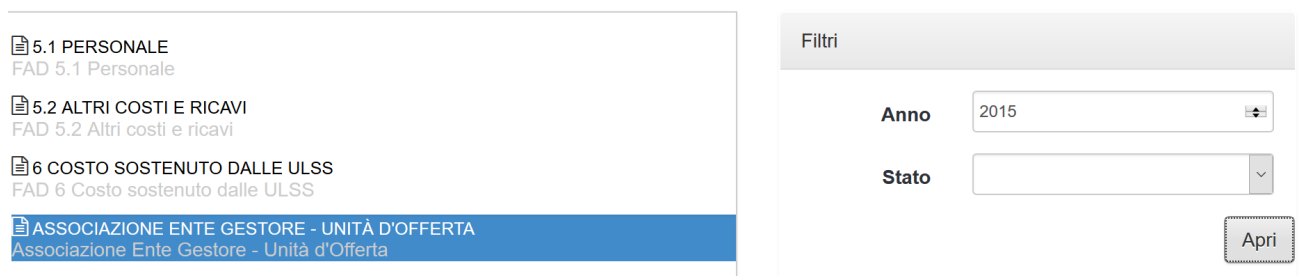 5.1 PERSONALE
FAD 5.1 Personale
5.2 ALTRI COSTI E RICAVI
FAD 5.2 Altri costi e ricavi
6 COSTO SOSTENUTO DALLE ULSS
FAD 6 Costo sostenuto dalle ULSS
ASSOCIAZIONE ENTE GESTORE - UNITÀ D'OFFERTA
Associazione Ente Gestore - Unità d'Offerta
Filtri
Anno 2015
Stato
Apri